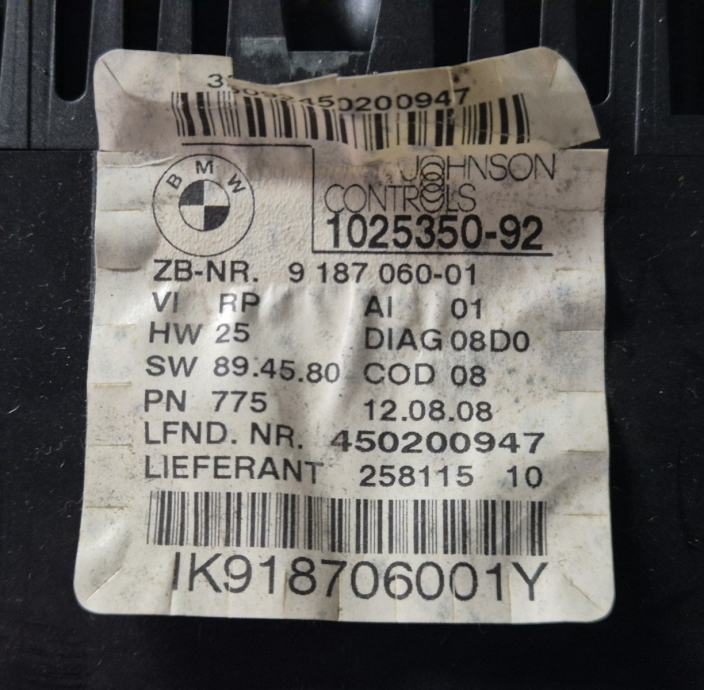 450200947
BMW
JOHNSON
CONTROLS
1025350-92
ZB-NR. 9 187 060-01
VI RP AI 01
HW 25 DIAG 08D0
SW 89.45.80 COD 08
PN 775 12.08.08
LFND. NR. 450200947
LIEFERANT 258115 10
IK918706001Y